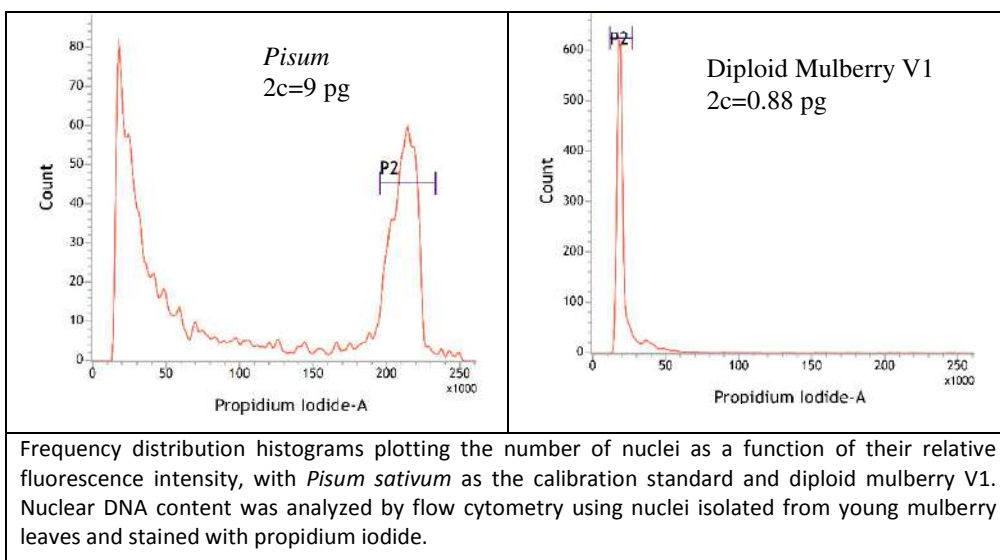 80
70
60
50
40
30
20
10
0
Count
Pisum
2c=9 pg
P2
0 50 100 150 200 250
x1000
Propidium Iodide-A
600
500
400
300
200
100
0
Count
P2
Diploid Mulberry V1
2c=0.88 pg
0 50 100 150 200 250
x1000
Propidium Iodide-A
Frequency distribution histograms plotting the number of nuclei as a function of their relative
fluorescence intensity, with Pisum sativum as the calibration standard and diploid mulberry V1.
Nuclear DNA content was analyzed by flow cytometry using nuclei isolated from young mulberry
leaves and stained with propidium iodide.